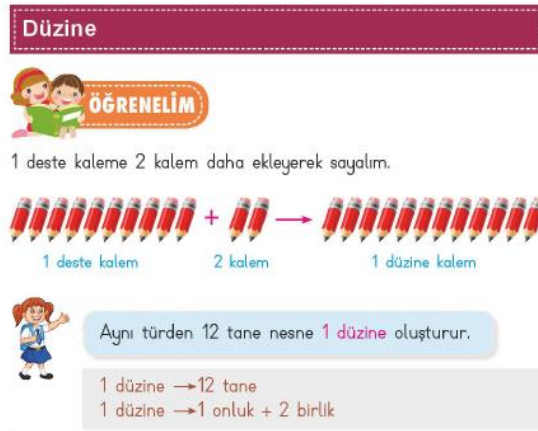 Düzine
ÖĞRENELİM
1 deste kaleme 2 kalem daha ekleyerek sayalım.
+ →
1 deste kalem 2 kalem 1 düzine kalem
Aynı türden 12 tane nesne 1 düzine oluşturur.
1 düzine →12 tane
1 düzine →1 onluk + 2 birlik